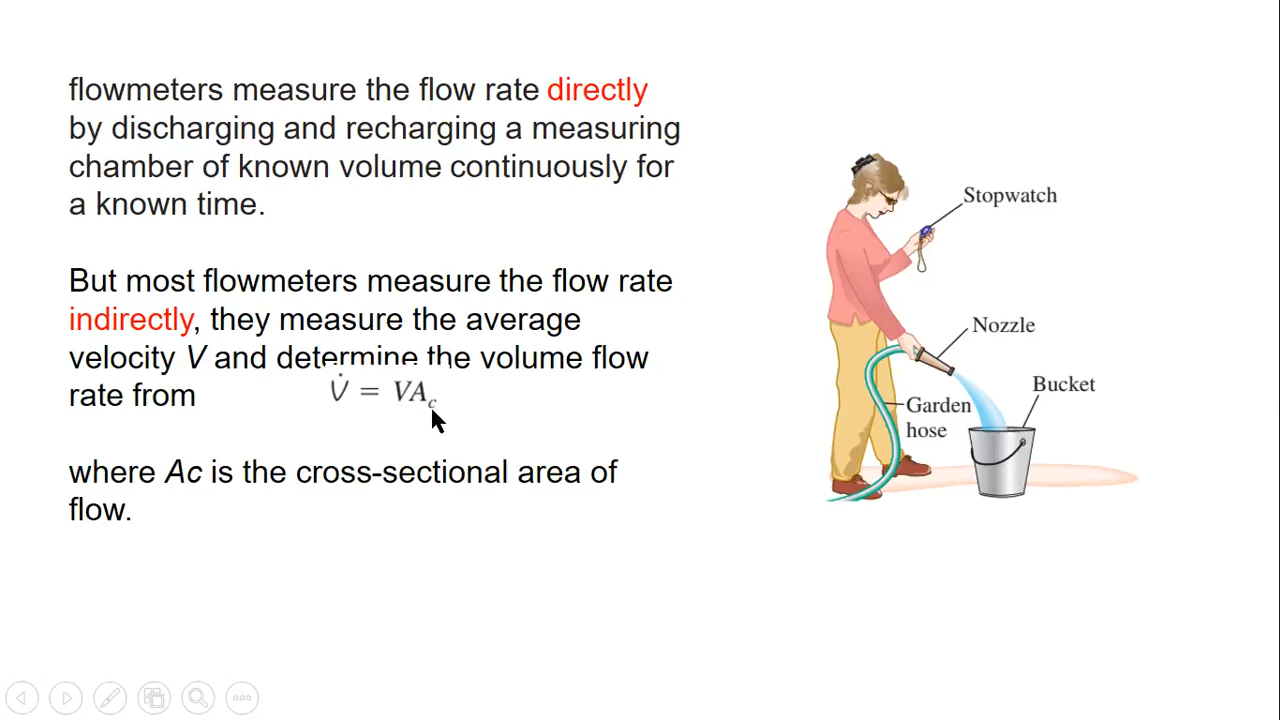 flowmeters measure the flow rate directly
by discharging and recharging a measuring
chamber of known volume continuously for
a known time.
But most flowmeters measure the flow rate
indirectly, they measure the average
velocity V and determine the volume flow
rate from V̇ = VA_c
where Ac is the cross-sectional area of
flow.
Stopwatch
Nozzle
Bucket
Garden
hose